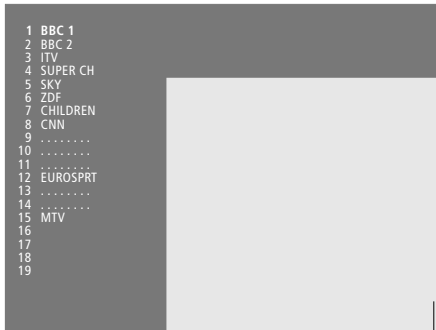 1 BBC 1
2 BBC 2
3 ITV
4 SUPER CH
5 SKY
6 ZDF
7 CHILDREN
8 CNN
9 ........
10 ........
11 ........
12 EUROSPRT
13 ........
14 ........
15 MTV
16
17
18
19